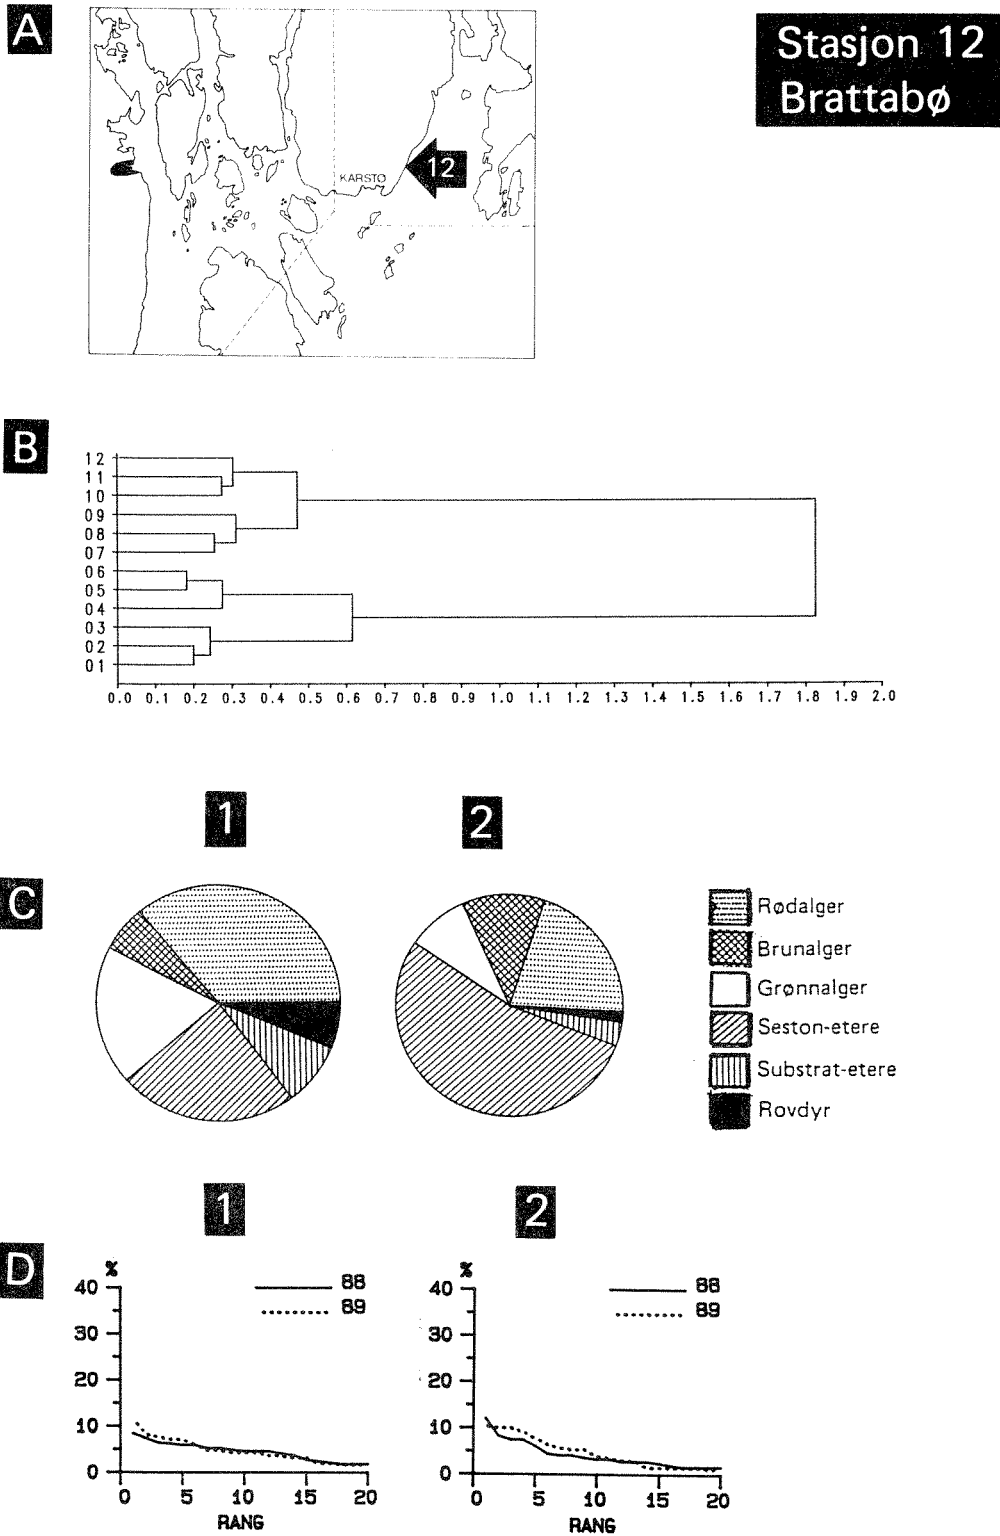 A
Stasjon 12
Brattabø
KARSTØ
12
B
12
11
10
09
08
07
06
05
04
03
02
01
0.0 0.1 0.2 0.3 0.4 0.5 0.6 0.7 0.8 0.9 1.0 1.1 1.2 1.3 1.4 1.5 1.6 1.7 1.8 1.9 2.0
1 2
C
Rødalger
Brunalger
Grønnalger
Seston-etere
Substrat-etere
Rovdyr
1 2
D
%
88
89
40
30
20
10
0
0 5 10 15 20
RANG
%
88
89
40
30
20
10
0
0 5 10 15 20
RANG